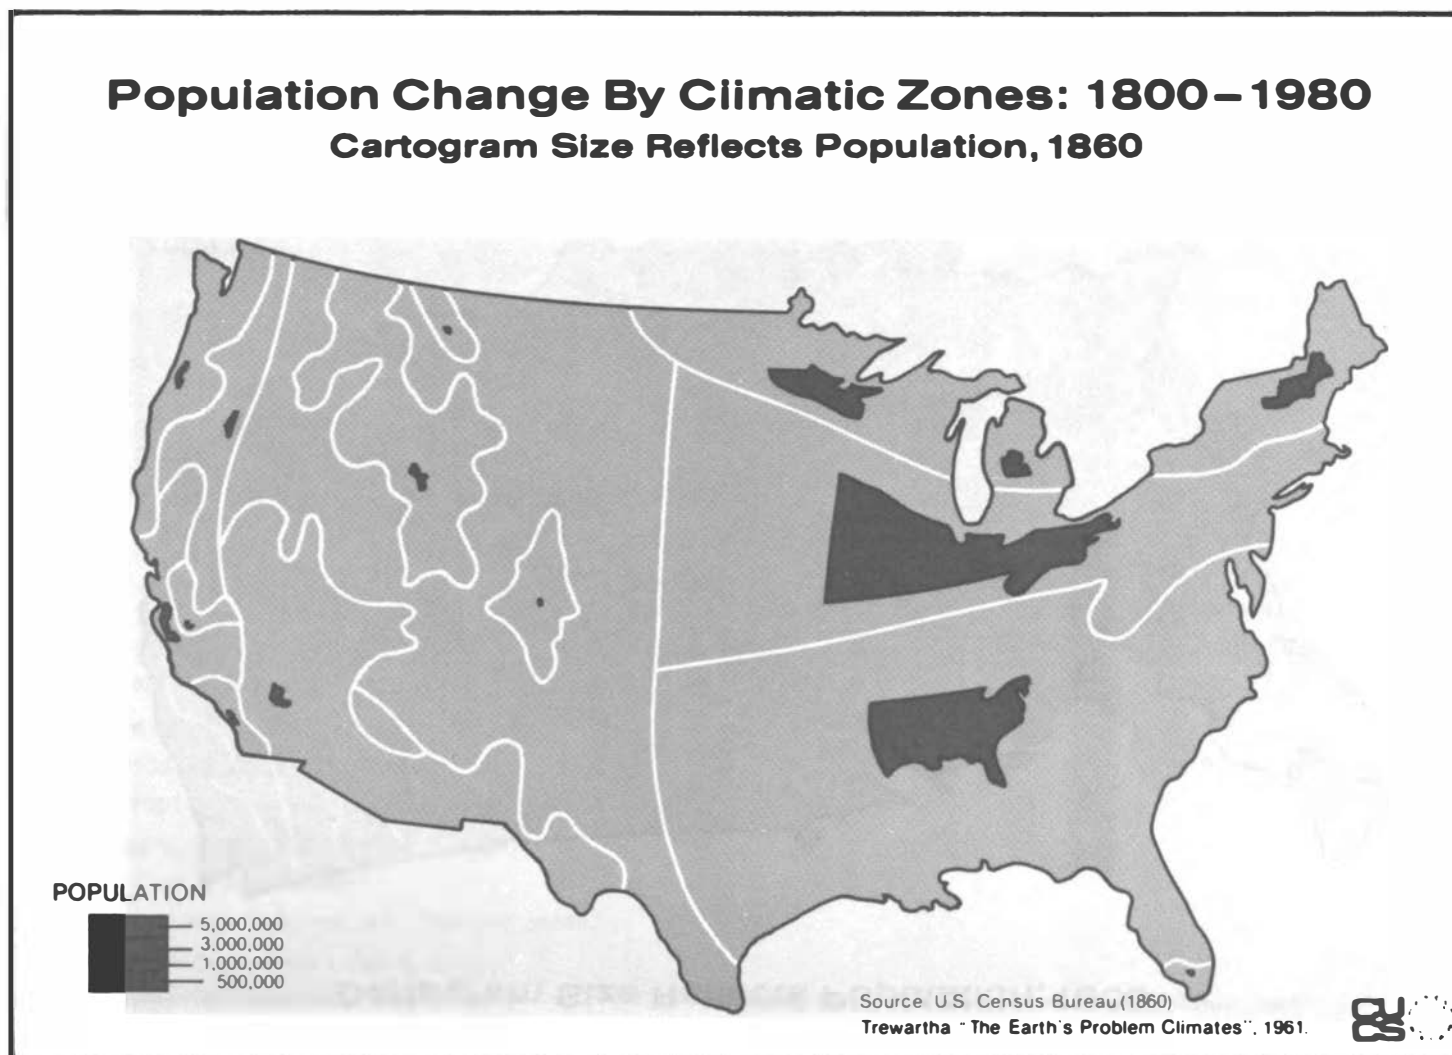 Population Change By Climatic Zones: 1800–1980
Cartogram Size Reflects Population, 1860
POPULATION
5,000,000
3,000,000
1,000,000
500,000
Source U.S. Census Bureau (1860)
Trewartha "The Earth's Problem Climates", 1961.